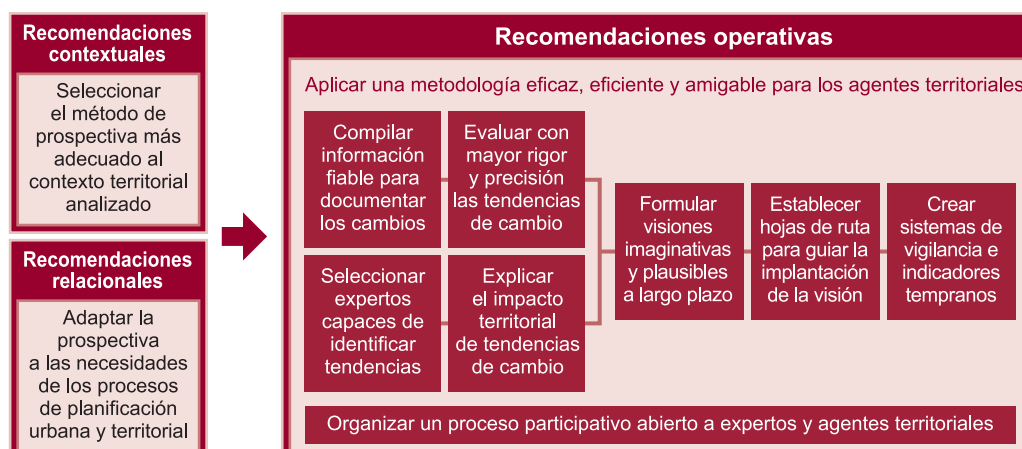 Recomendaciones
contextuales
Seleccionar
el método de
prospectiva más
adecuado al
contexto territorial
analizado
Recomendaciones
relacionales
Adaptar la
prospectiva
a las necesidades
de los procesos
de planificación
urbana y territorial
Recomendaciones operativas
Aplicar una metodología eficaz, eficiente y amigable para los agentes territoriales
Compilar
información
fiable para
documentar
los cambios
Evaluar con
mayor rigor
y precisión
las tendencias
de cambio
Seleccionar
expertos
capaces de
identificar
tendencias
Explicar
el impacto
territorial
de tendencias
de cambio
Formular
visiones
imaginativas
y plausibles
a largo plazo
Establecer
hojas de ruta
para guiar la
implantación
de la visión
Crear
sistemas de
vigilancia e
indicadores
tempranos
Organizar un proceso participativo abierto a expertos y agentes territoriales